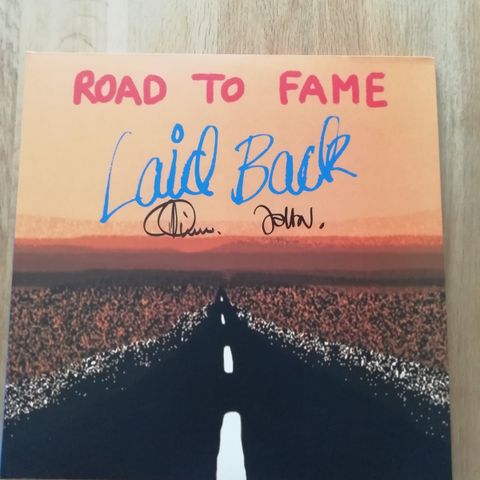 ROAD TO FAME
Laid Back
John.